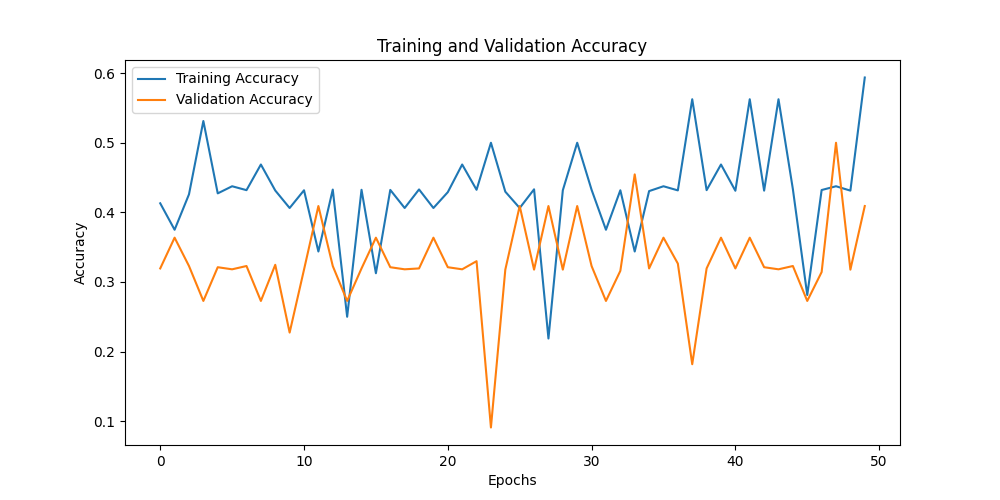 Training and Validation Accuracy
Training Accuracy
Validation Accuracy
0.6
0.5
0.4
0.3
0.2
0.1
Accuracy
0 10 20 30 40 50
Epochs